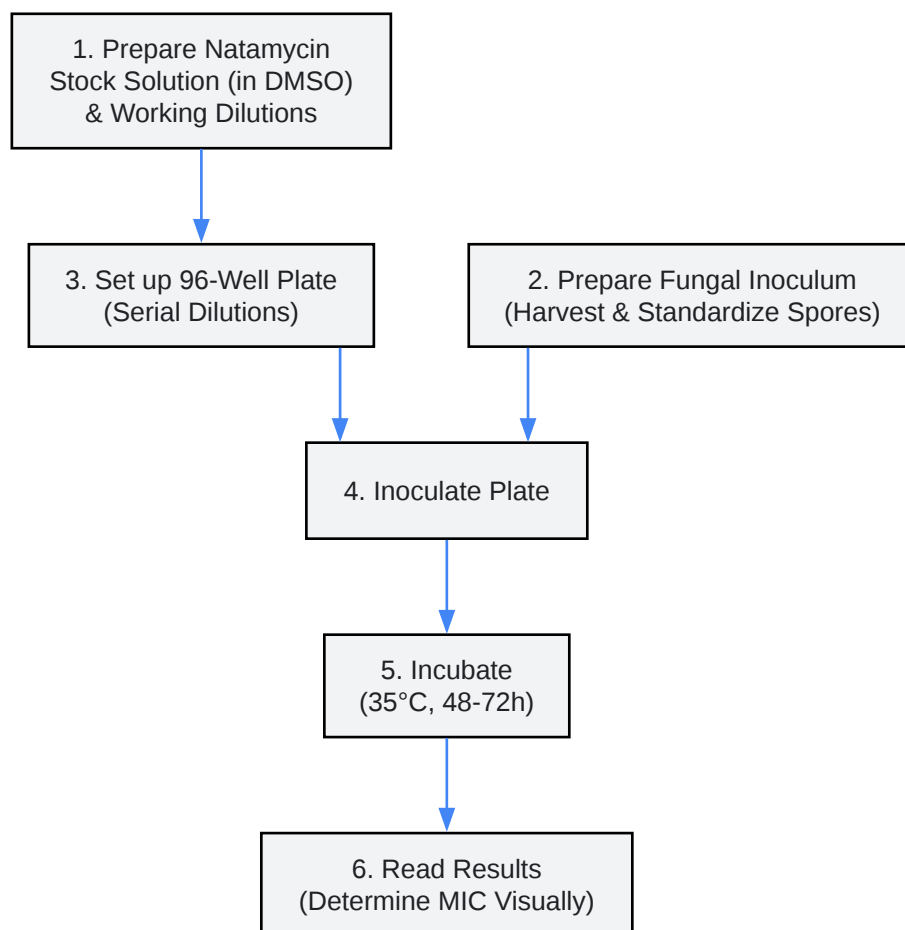 1. Prepare Natamycin
Stock Solution (in DMSO)
& Working Dilutions
3. Set up 96-Well Plate
(Serial Dilutions)
2. Prepare Fungal Inoculum
(Harvest & Standardize Spores)
4. Inoculate Plate
5. Incubate
(35°C, 48-72h)
6. Read Results
(Determine MIC Visually)